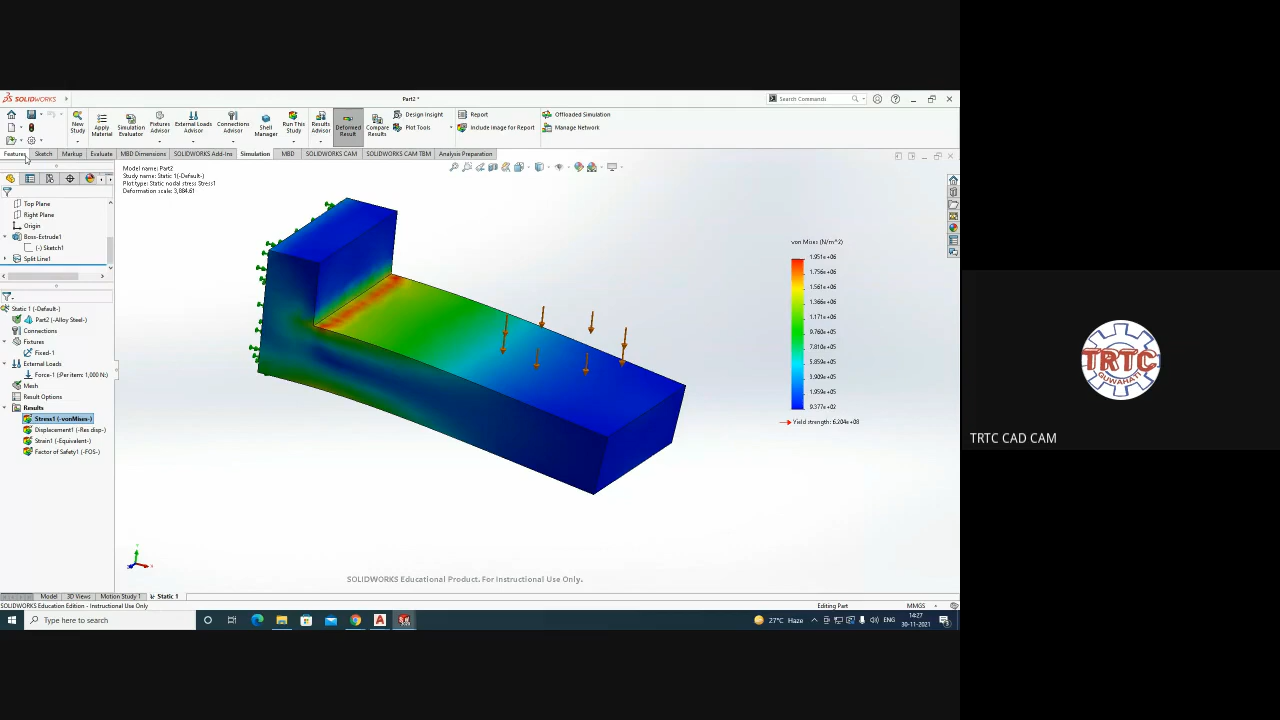 SOLIDWORKS
Part2 *
Search Commands
New Study
Apply Material
Simulation Advisor
Fixtures Advisor
External Loads Advisor
Connections Advisor
Shell Manager
Run This Study
Results Advisor
Deformed Result
Compare Results
Design Insight
Plot Tools
Report
Include Image for Report
Offloaded Simulation
Manage Network
Features
Sketch
Markup
Evaluate
MBD Dimensions
SOLIDWORKS Add-Ins
Simulation
MBD
SOLIDWORKS CAM
SOLIDWORKS CAM TBM
Analysis Preparation
Top Plane
Right Plane
Origin
Boss-Extrude1
(-) Sketch1
Split Line1
Static 1 (-Default-)
Part2 (-Alloy Steel-)
Connections
Fixtures
Fixed-1
External Loads
Force-1 (:Per item: 1,000 N:)
Mesh
Result Options
Results
Stress1 (-vonMises-)
Displacement1 (-Res disp-)
Strain1 (-Equivalent-)
Factor of Safety1 (-FOS-)
Model name: Part2
Study name: Static 1(-Default-)
Plot type: Static nodal stress Stress1
Deformation scale: 3,884.61
von Mises (N/m^2)
1.951e+06
1.756e+06
1.561e+06
1.366e+06
1.171e+06
9.760e+05
7.810e+05
5.859e+05
3.909e+05
1.959e+05
9.377e+02
Yield strength: 6.204e+08
SOLIDWORKS Educational Product. For Instructional Use Only.
Model
3D Views
Motion Study 1
Static 1
SOLIDWORKS Education Edition - Instructional Use Only
Editing Part
MMGS
Type here to search
27°C Haze
ENG
14:27
30-11-2021
TRTC
GUWAHATI
TRTC CAD CAM